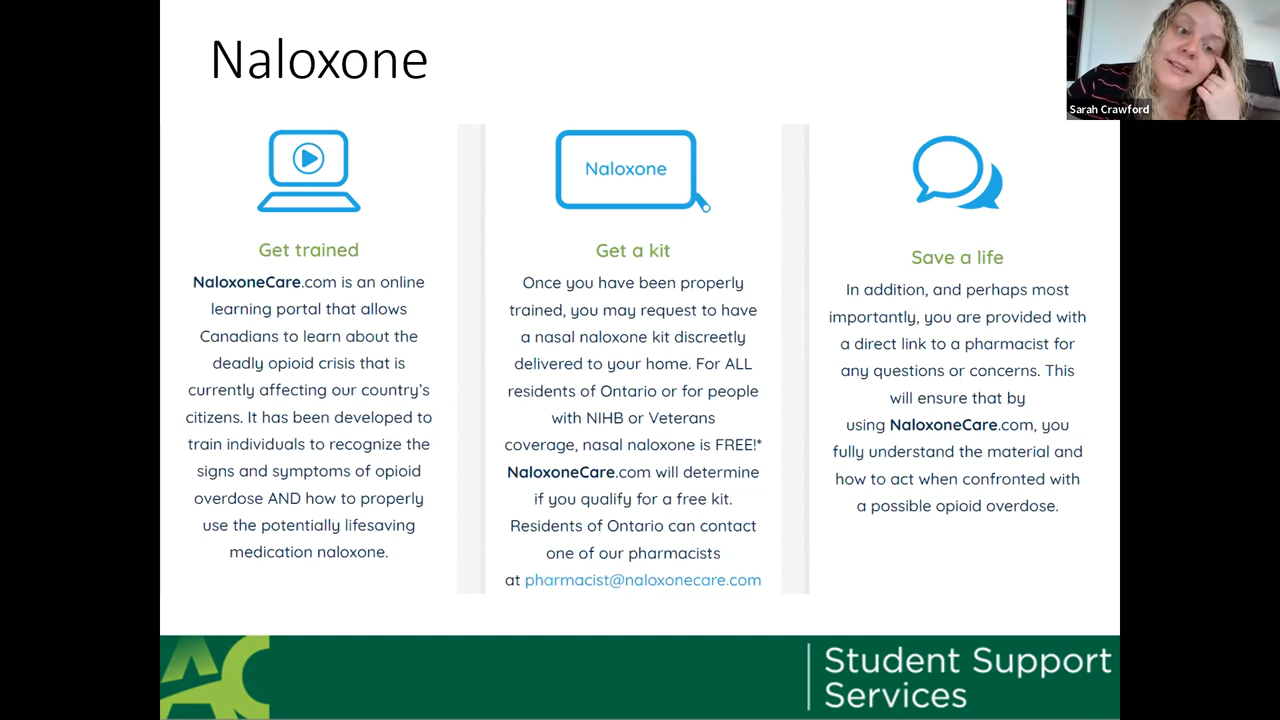 Naloxone
Sarah Crawford
Get trained
NaloxoneCare.com is an online
learning portal that allows
Canadians to learn about the
deadly opioid crisis that is
currently affecting our country's
citizens. It has been developed to
train individuals to recognize the
signs and symptoms of opioid
overdose AND how to properly
use the potentially lifesaving
medication naloxone.
Naloxone
Get a kit
Once you have been properly
trained, you may request to have
a nasal naloxone kit discreetly
delivered to your home. For ALL
residents of Ontario or for people
with NIHB or Veterans
coverage, nasal naloxone is FREE!*
NaloxoneCare.com will determine
if you qualify for a free kit.
Residents of Ontario can contact
one of our pharmacists
at pharmacist@naloxonecare.com
Save a life
In addition, and perhaps most
importantly, you are provided with
a direct link to a pharmacist for
any questions or concerns. This
will ensure that by
using NaloxoneCare.com, you
fully understand the material and
how to act when confronted with
a possible opioid overdose.
AC
Student Support
Services